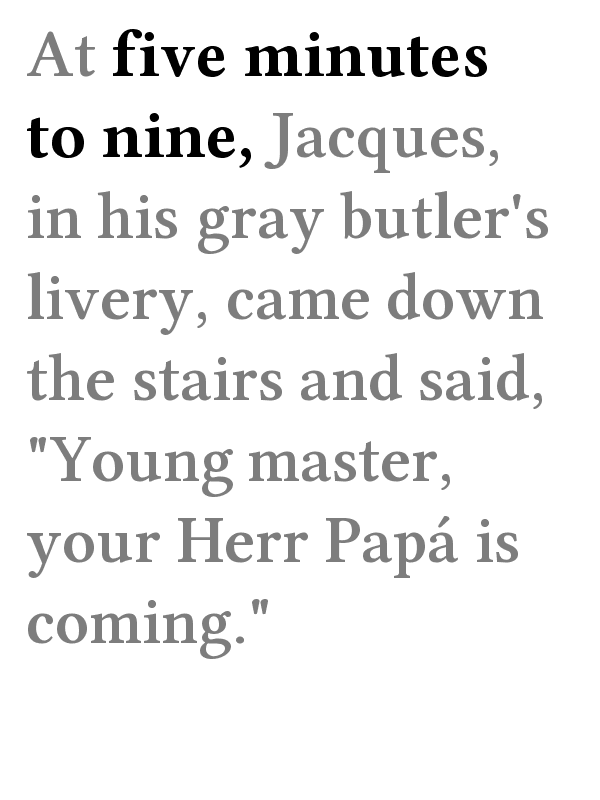 At five minutes
to nine, Jacques,
in his gray butler's
livery, came down
the stairs and said,
"Young master,
your Herr Papá is
coming."